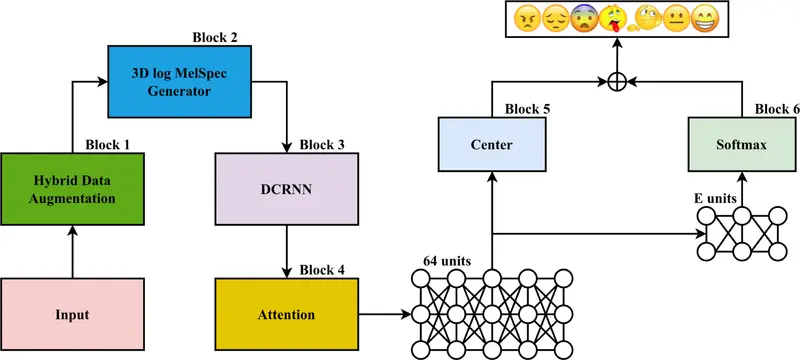 Block 2
3D log MelSpec
Generator
Block 1
Hybrid Data
Augmentation
Input
Block 3
DCRNN
Block 4
Attention
64 units
Block 5
Center
Block 6
Softmax
E units